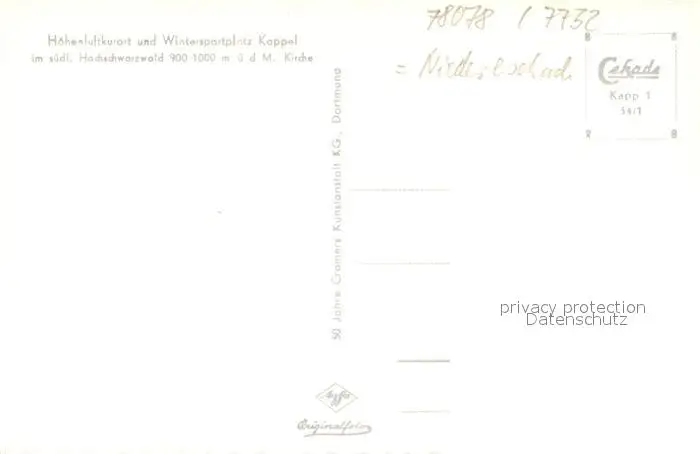 Höhenluftkurort und Wintersportplatz Kappel
im südl. Hochschwarzwald 900-1000 m ü d M. Kirche
78078 / 7732
= Niedereschach
Cekade
Kapp 1
54/1
50 Jahre Cramers Kunstanstalt KG., Dortmund
privacy protection
Datenschutz
Agfa
Originalfoto